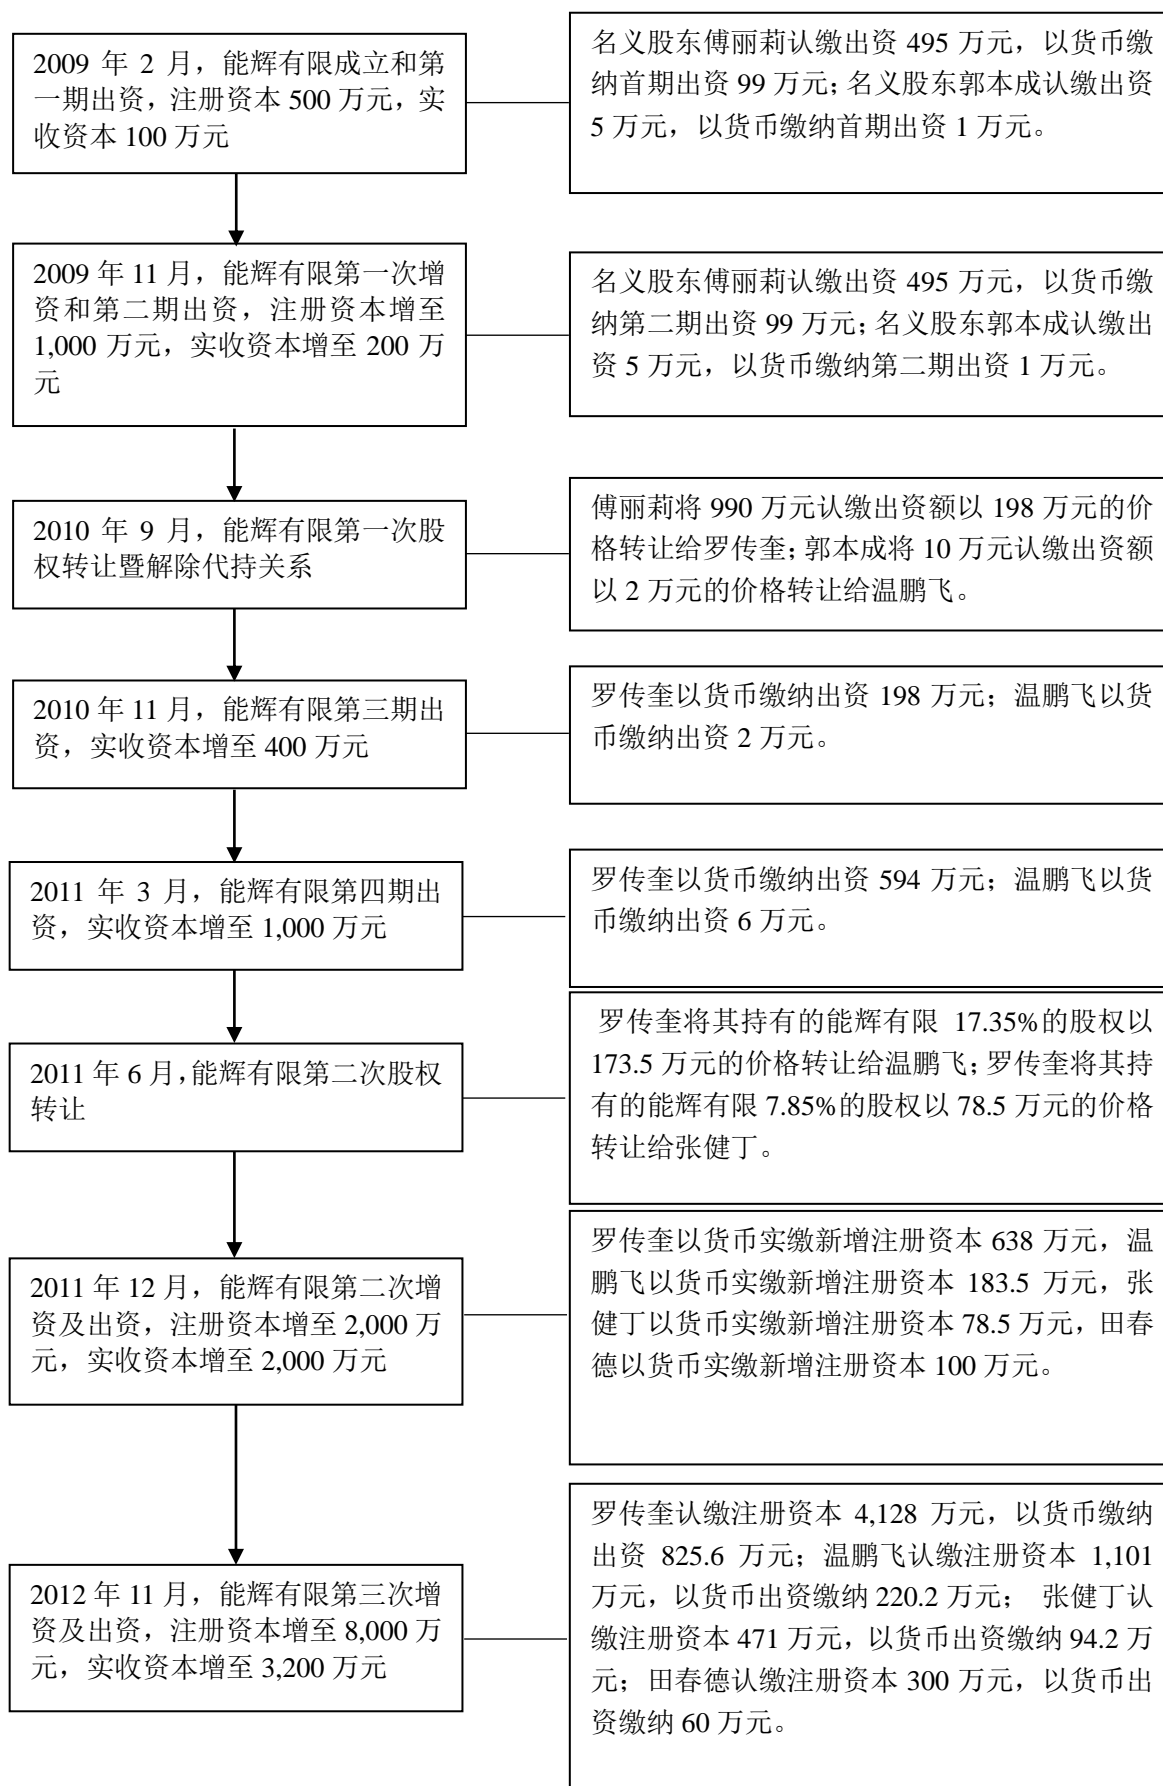 2009 年 2 月，能辉有限成立和第
一期出资，注册资本 500 万元，实
收资本 100 万元
名义股东傅丽莉认缴出资 495 万元，以货币缴
纳首期出资 99 万元；名义股东郭本成认缴出资
5 万元，以货币缴纳首期出资 1 万元。
2009 年 11 月，能辉有限第一次增
资和第二期出资，注册资本增至
1,000 万元，实收资本增至 200 万
元
名义股东傅丽莉认缴出资 495 万元，以货币缴
纳第二期出资 99 万元；名义股东郭本成认缴出
资 5 万元，以货币缴纳第二期出资 1 万元。
2010 年 9 月，能辉有限第一次股
权转让暨解除代持关系
傅丽莉将 990 万元认缴出资额以 198 万元的价
格转让给罗传奎；郭本成将 10 万元认缴出资额
以 2 万元的价格转让给温鹏飞。
2010 年 11 月，能辉有限第三期出
资，实收资本增至 400 万元
罗传奎以货币缴纳出资 198 万元；温鹏飞以货
币缴纳出资 2 万元。
2011 年 3 月，能辉有限第四期出
资，实收资本增至 1,000 万元
罗传奎以货币缴纳出资 594 万元；温鹏飞以货
币缴纳出资 6 万元。
2011 年 6 月，能辉有限第二次股权
转让
罗传奎将其持有的能辉有限 17.35%的股权以
173.5 万元的价格转让给温鹏飞；罗传奎将其持
有的能辉有限 7.85%的股权以 78.5 万元的价格
转让给张健丁。
2011 年 12 月，能辉有限第二次增
资及出资，注册资本增至 2,000 万
元，实收资本增至 2,000 万元
罗传奎以货币实缴新增注册资本 638 万元，温
鹏飞以货币实缴新增注册资本 183.5 万元，张
健丁以货币实缴新增注册资本 78.5 万元，田春
德以货币实缴新增注册资本 100 万元。
2012 年 11 月，能辉有限第三次增
资及出资，注册资本增至 8,000 万
元，实收资本增至 3,200 万元
罗传奎认缴注册资本 4,128 万元，以货币缴纳
出资 825.6 万元；温鹏飞认缴注册资本 1,101
万元，以货币出资缴纳 220.2 万元； 张健丁认
缴注册资本 471 万元，以货币出资缴纳 94.2 万
元；田春德认缴注册资本 300 万元，以货币出
资缴纳 60 万元。